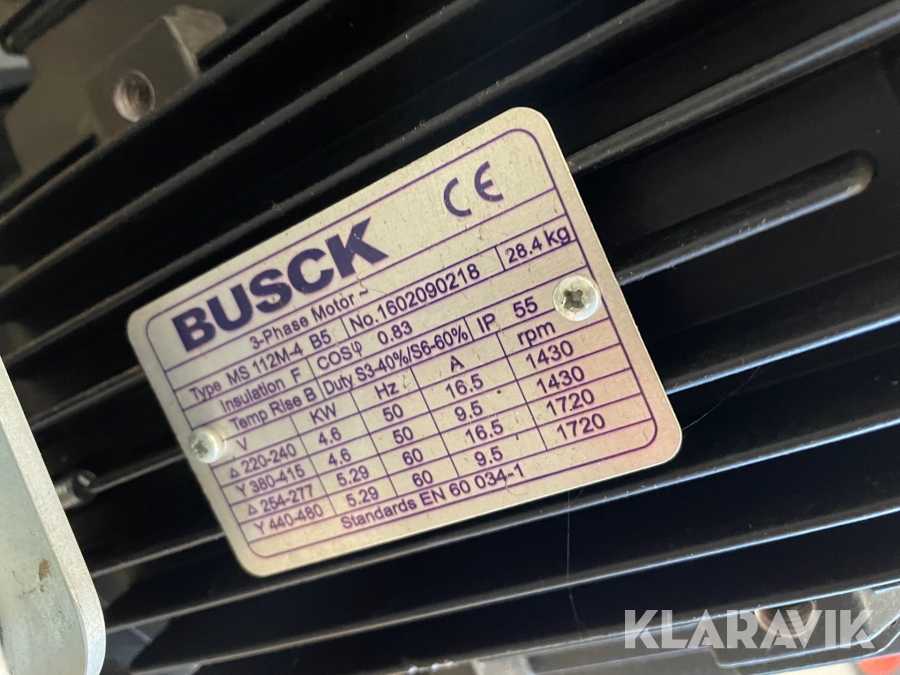 BUSCK CE
3-Phase Motor ~
Type MS 112M-4 B5 No.1602090218 28.4 kg
Insulation F COSφ 0.83
Temp Rise B Duty S3-40%/S6-60% IP 55
V KW Hz A rpm
Δ 220-240 4.6 50 16.5 1430
Y 380-415 4.6 50 9.5 1430
Δ 254-277 5.29 60 16.5 1720
Y 440-480 5.29 60 9.5 1720
Standards EN 60 034-1
KLARAVIK